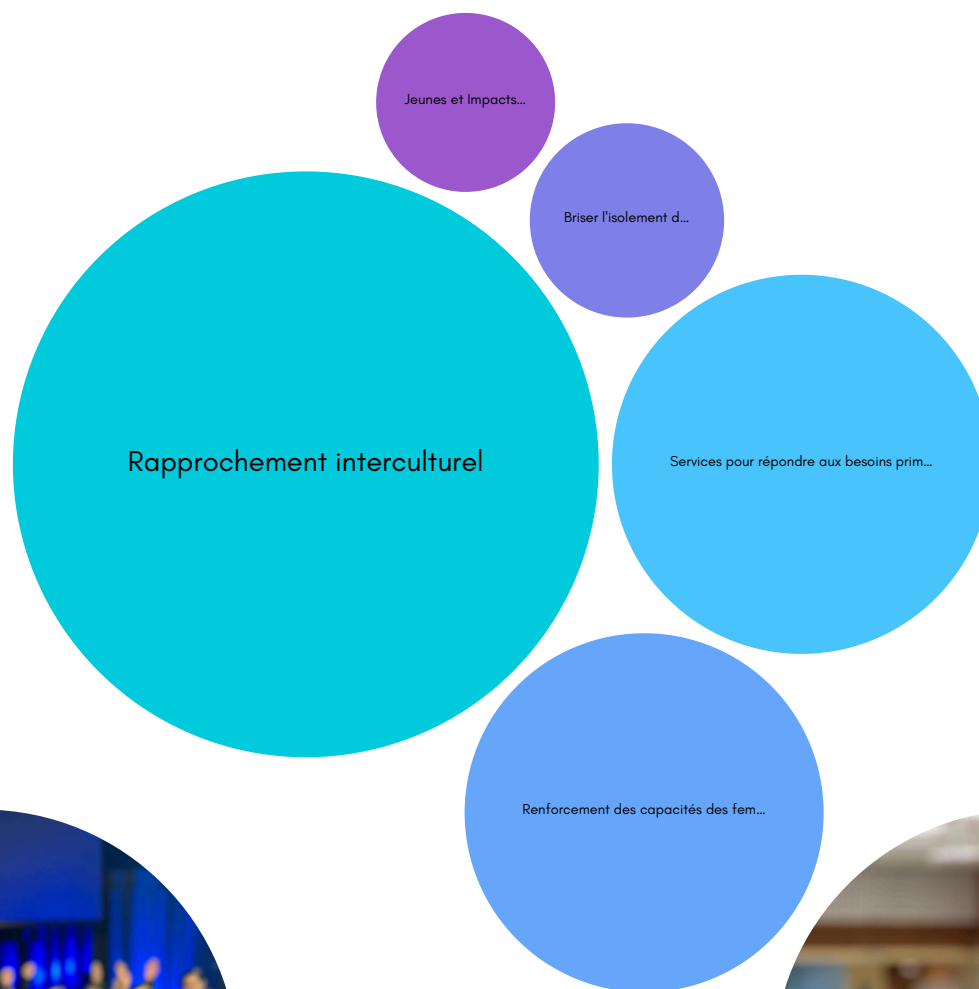 Jeunes et Impacts...
Briser l'isolement d...
Rapprochement interculturel
Services pour répondre aux besoins prim...
Renforcement des capacités des fem...